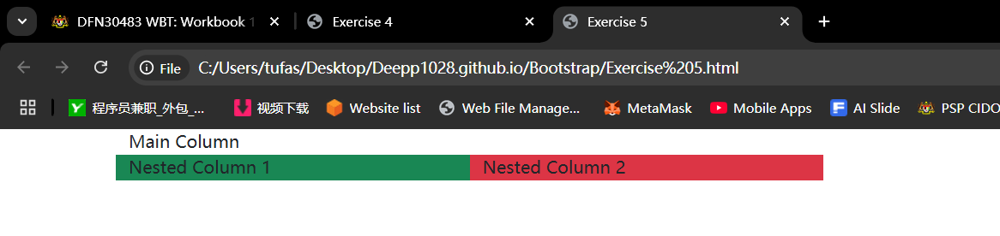 DFN30483 WBT: Workbook 1
Exercise 4
Exercise 5
File
C:/Users/tufas/Desktop/Deepp1028.github.io/Bootstrap/Exercise%205.html
程序员兼职_外包_...
视频下载
Website list
Web File Manage...
MetaMask
Mobile Apps
AI Slide
PSP CIDO
Main Column
Nested Column 1
Nested Column 2